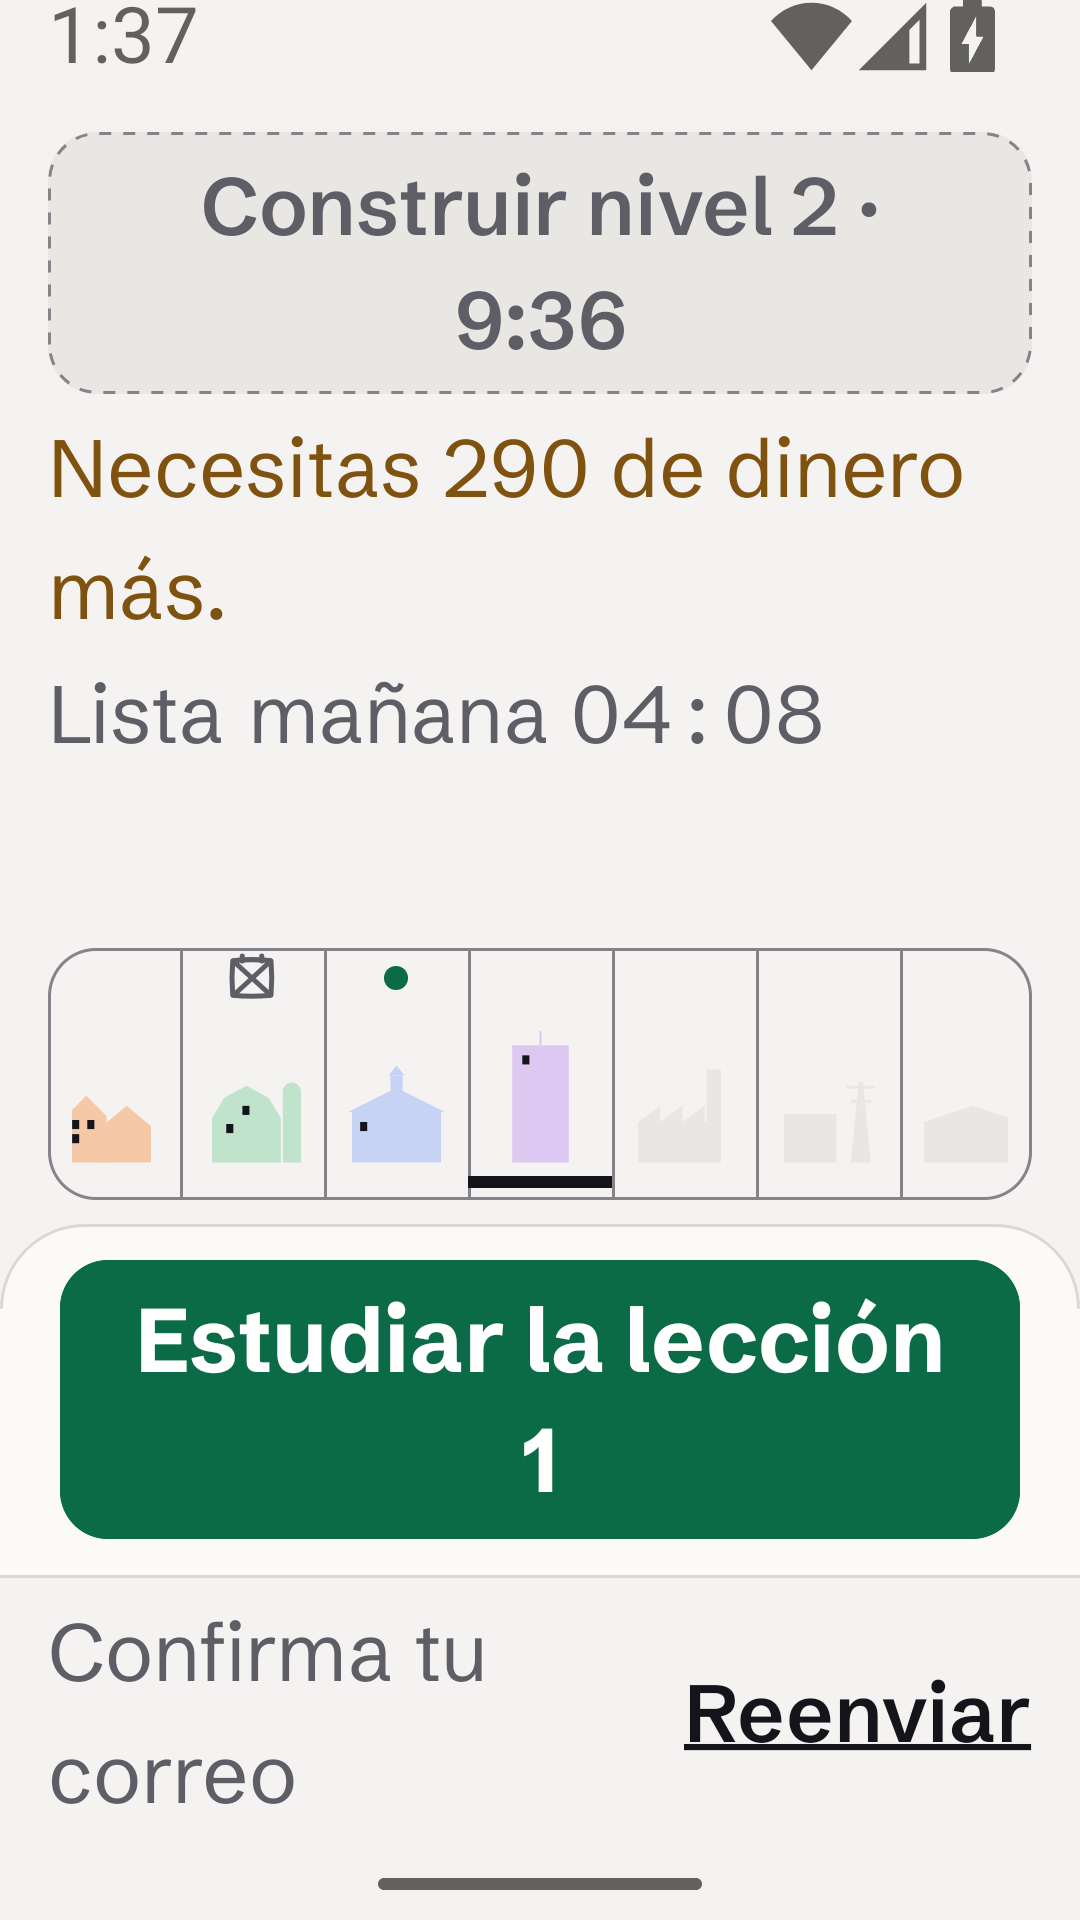 1:37
Construir nivel 2 ·
9:36
Necesitas 290 de dinero
más.
Lista mañana 04:08
Estudiar la lección
1
Confirma tu
correo
Reenviar